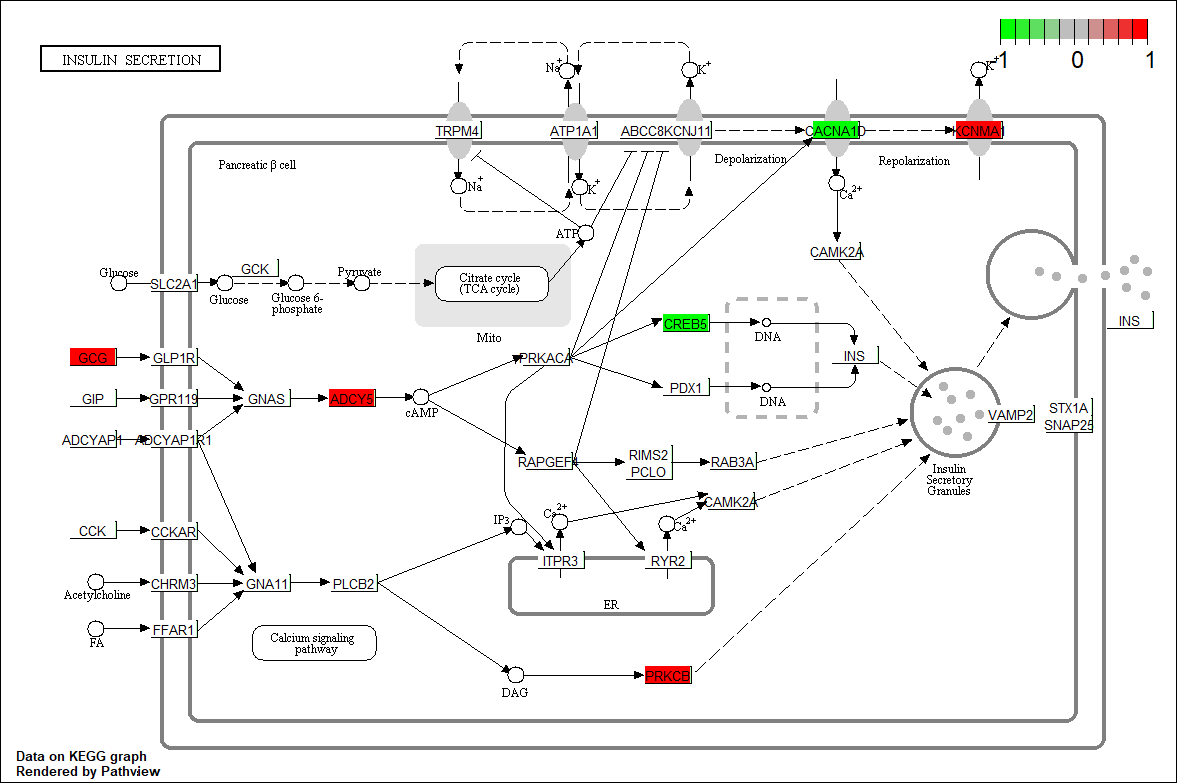 INSULIN SECRETION
-1 0 1
Na+
K+
K+
TRPM4
ATP1A1
ABCC8
KCNJ11
CACNA1D
KCNMA1
Depolarization
Repolarization
Pancreatic β cell
Na+
K+
Ca2+
ATP
CAMK2A
Glucose
SLC2A1
GCK
Glucose
Glucose 6-
phosphate
Pyruvate
Citrate cycle
(TCA cycle)
Mito
INS
CREB5
DNA
INS
GCG
GLP1R
PRKACA
PDX1
DNA
GIP
GPR119
GNAS
ADCY5
cAMP
VAMP2
STX1A
SNAP25
ADCYAP1
ADCYAP1R1
RAPGEF4
RIMS2
PCLO
RAB3A
Insulin
Secretory
Granules
CAMK2A
CCK
CCKAR
IP3
Ca2+
Ca2+
ITPR3
RYR2
Acetylcholine
CHRM3
GNA11
PLCB2
ER
FA
FFAR1
Calcium signaling
pathway
DAG
PRKCB
Data on KEGG graph
Rendered by Pathview